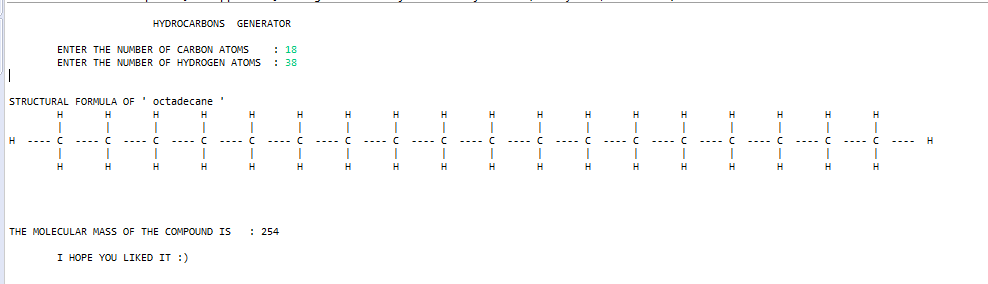 HYDROCARBONS GENERATOR
ENTER THE NUMBER OF CARBON ATOMS : 18
ENTER THE NUMBER OF HYDROGEN ATOMS : 38
STRUCTURAL FORMULA OF ' octadecane '
H H H H H H H H H H H H H H H H H H
| | | | | | | | | | | | | | | | | |
H ---- C ---- C ---- C ---- C ---- C ---- C ---- C ---- C ---- C ---- C ---- C ---- C ---- C ---- C ---- C ---- C ---- C ---- C ---- H
| | | | | | | | | | | | | | | | | |
H H H H H H H H H H H H H H H H H H
THE MOLECULAR MASS OF THE COMPOUND IS : 254
I HOPE YOU LIKED IT :)